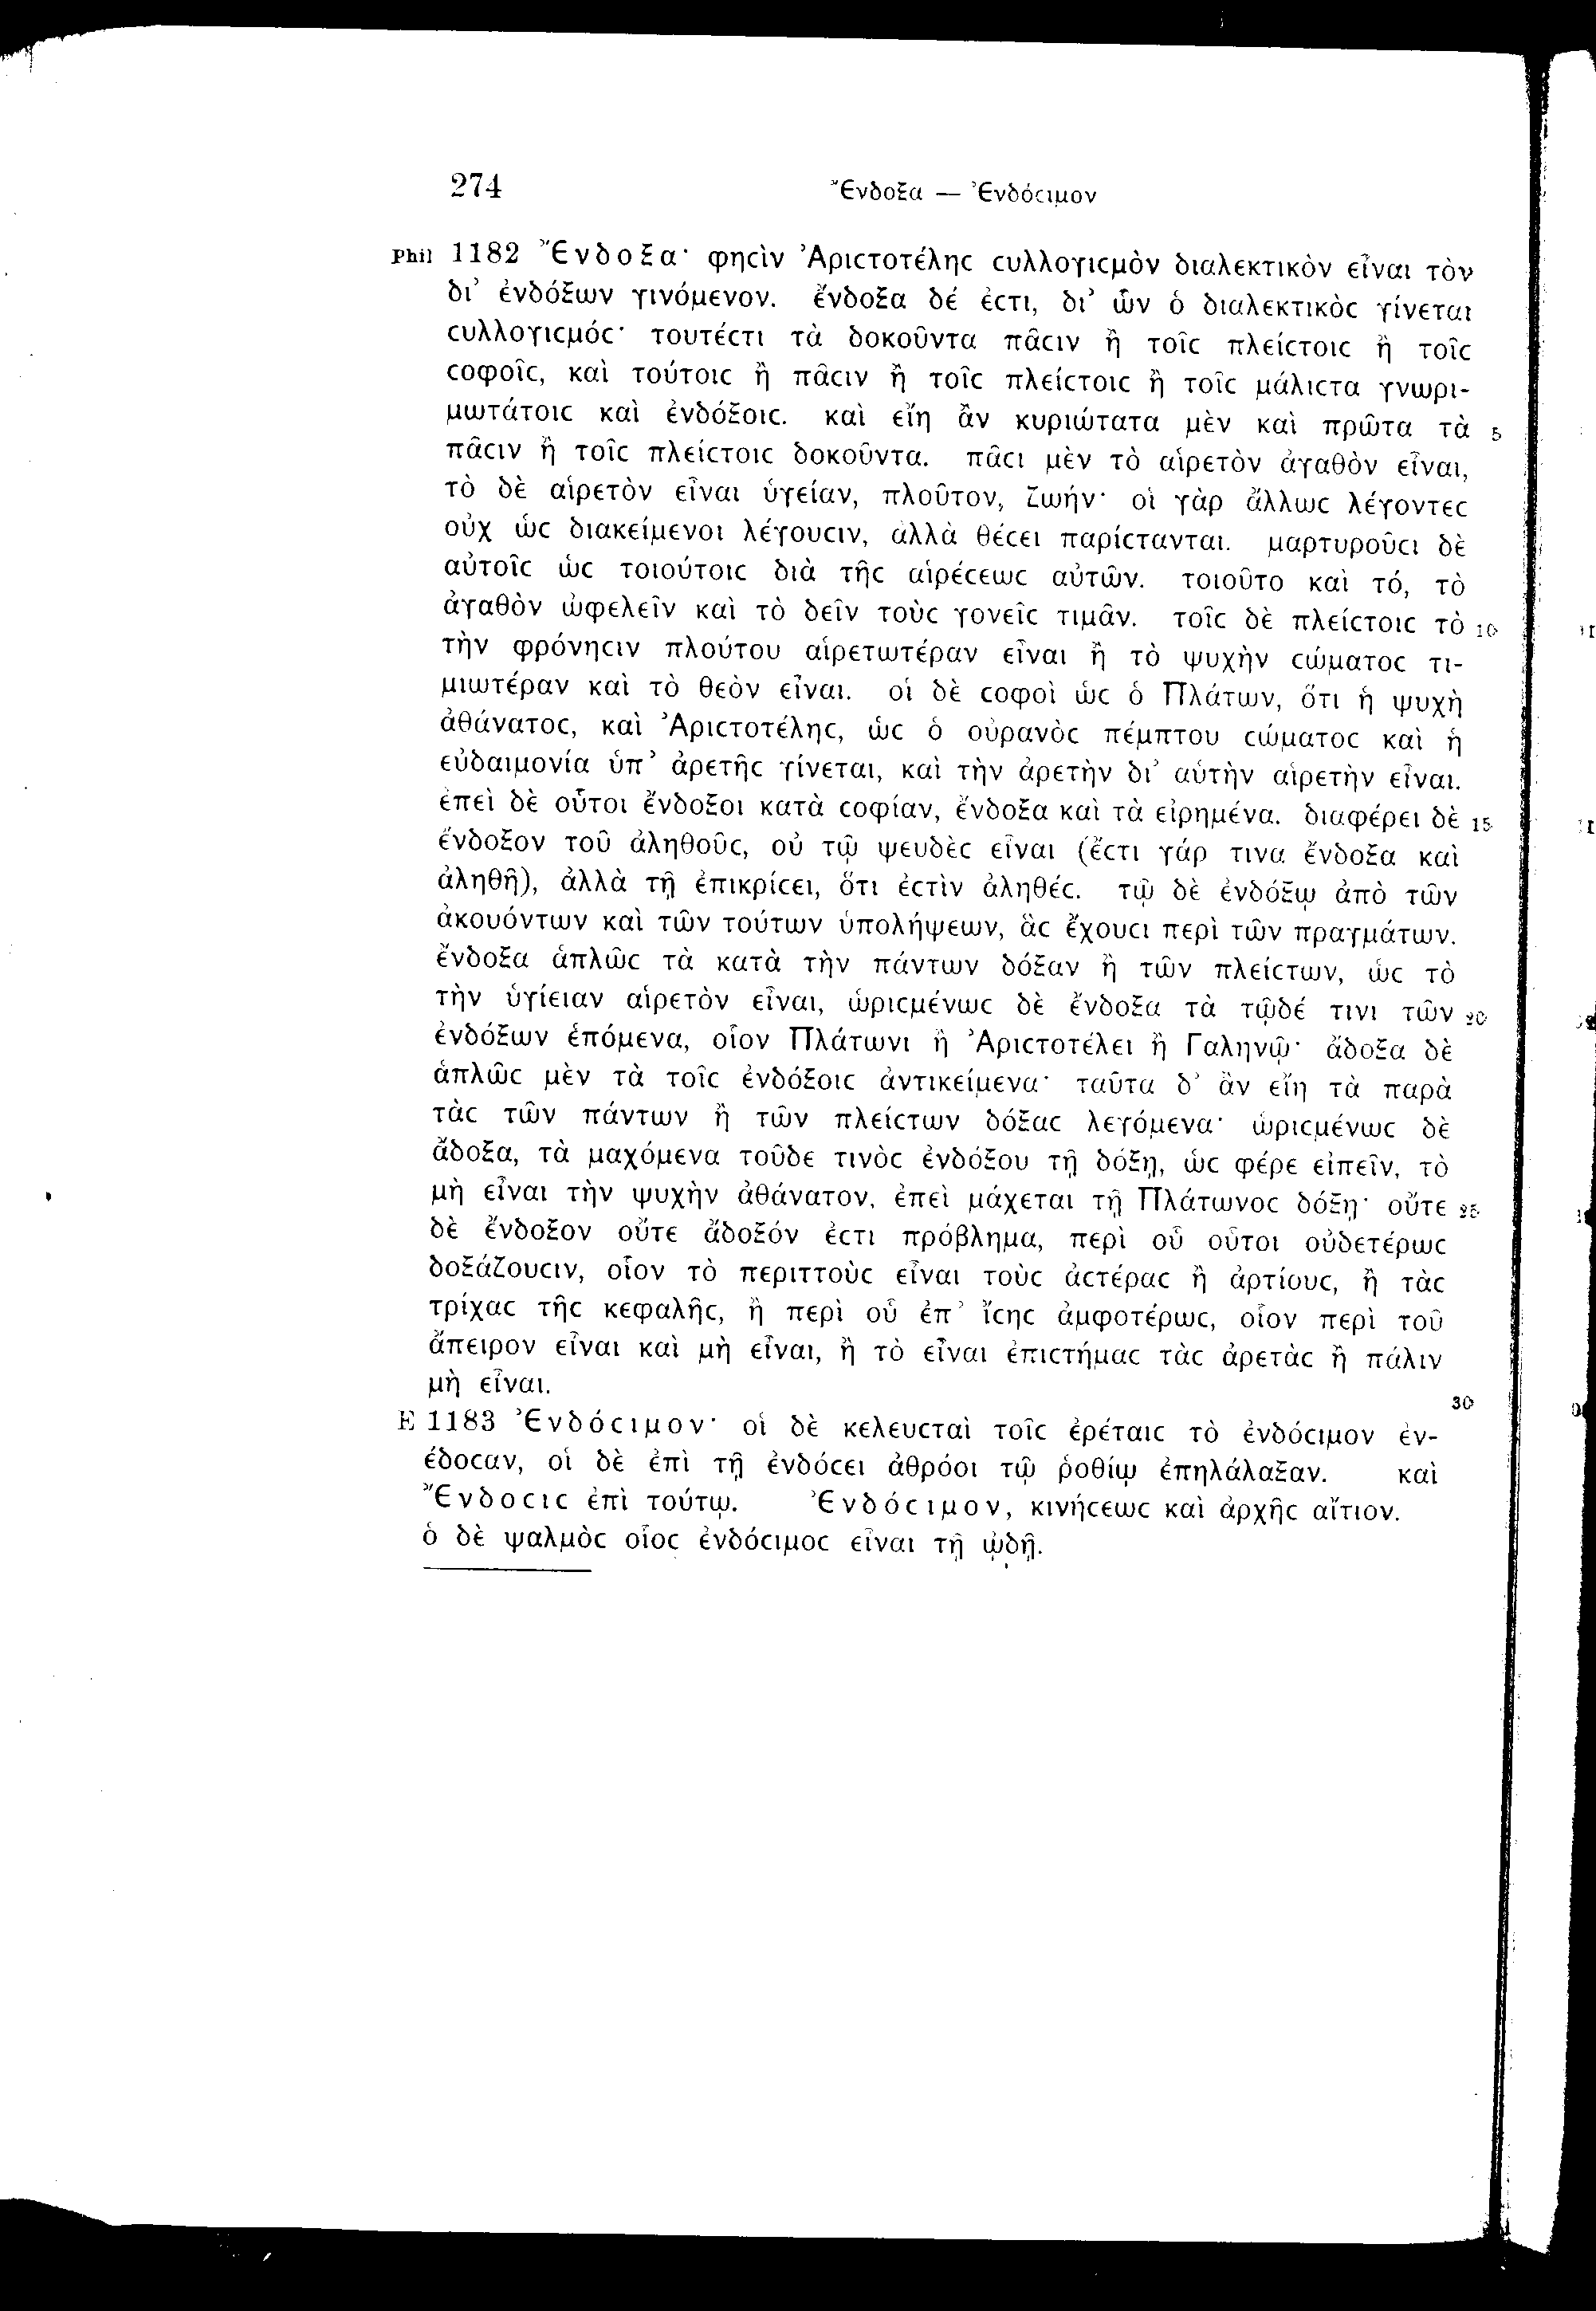 274 Ἔνδοξα — Ἐνδόϲιμον
Phil 1182 Ἔνδοξα· φηϲὶν Ἀριϲτοτέληϲ ϲυλλογιϲμὸν διαλεκτικὸν εἶναι τὸν
δι’ ἐνδόξων γινόμενον. ἔνδοξα δέ ἐϲτι, δι’ ὧν ὁ διαλεκτικὸϲ γίνεται
ϲυλλογιϲμόϲ· τουτέϲτι τὰ δοκοῦντα πᾶϲιν ἢ τοῖϲ πλείϲτοιϲ ἢ τοῖϲ
ϲοφοῖϲ, καὶ τούτοιϲ ἢ πᾶϲιν ἢ τοῖϲ πλείϲτοιϲ ἢ τοῖϲ μάλιϲτα γνωρι-
μωτάτοιϲ καὶ ἐνδόξοιϲ. καὶ εἴη ἂν κυριώτατα μὲν καὶ πρῶτα τὰ 5
πᾶϲιν ἢ τοῖϲ πλείϲτοιϲ δοκοῦντα. πᾶϲι μὲν τὸ αἱρετὸν ἀγαθὸν εἶναι,
τὸ δὲ αἱρετὸν εἶναι ὑγείαν, πλοῦτον, ζωήν· οἱ γὰρ ἄλλωϲ λέγοντεϲ
οὐχ ὡϲ διακείμενοι λέγουϲιν, ἀλλὰ θέϲει παρίϲτανται. μαρτυροῦϲι δὲ
αὐτοῖϲ ὡϲ τοιούτοιϲ διὰ τῆϲ αἱρέϲεωϲ αὐτῶν. τοιοῦτο καὶ τό, τὸ
ἀγαθὸν ὠφελεῖν καὶ τὸ δεῖν τοὺϲ γονεῖϲ τιμᾶν. τοῖϲ δὲ πλείϲτοιϲ τὸ 10
τὴν φρόνηϲιν πλούτου αἱρετωτέραν εἶναι ἢ τὸ ψυχὴν ϲώματοϲ τι-
μιωτέραν καὶ τὸ θεὸν εἶναι. οἱ δὲ ϲοφοὶ ὡϲ ὁ Πλάτων, ὅτι ἡ ψυχὴ
ἀθάνατοϲ, καὶ Ἀριϲτοτέληϲ, ὡϲ ὁ οὐρανὸϲ πέμπτου ϲώματοϲ καὶ ἡ
εὐδαιμονία ὑπ’ ἀρετῆϲ γίνεται, καὶ τὴν ἀρετὴν δι’ αὑτὴν αἱρετὴν εἶναι.
ἐπεὶ δὲ οὗτοι ἔνδοξοι κατὰ ϲοφίαν, ἔνδοξα καὶ τὰ εἰρημένα. διαφέρει δὲ 15
ἔνδοξον τοῦ ἀληθοῦϲ, οὐ τῷ ψευδὲϲ εἶναι (ἔϲτι γάρ τινα ἔνδοξα καὶ
ἀληθῆ), ἀλλὰ τῇ ἐπικρίϲει, ὅτι ἐϲτὶν ἀληθέϲ. τῷ δὲ ἐνδόξῳ ἀπὸ τῶν
ἀκουόντων καὶ τῶν τούτων ὑπολήψεων, ἃϲ ἔχουϲι περὶ τῶν πραγμάτων.
ἔνδοξα ἁπλῶϲ τὰ κατὰ τὴν πάντων δόξαν ἢ τῶν πλείϲτων, ὡϲ τὸ
τὴν ὑγίειαν αἱρετὸν εἶναι, ὡριϲμένωϲ δὲ ἔνδοξα τὰ τῷδέ τινι τῶν 20
ἐνδόξων ἑπόμενα, οἷον Πλάτωνι ἢ Ἀριϲτοτέλει ἢ Γαληνῷ· ἄδοξα δὲ
ἁπλῶϲ μὲν τὰ τοῖϲ ἐνδόξοιϲ ἀντικείμενα· ταῦτα δ’ ἂν εἴη τὰ παρὰ
τὰϲ τῶν πάντων ἢ τῶν πλείϲτων δόξαϲ λεγόμενα· ὡριϲμένωϲ δὲ
ἄδοξα, τὰ μαχόμενα τοῦδε τινὸϲ ἐνδόξου τῇ δόξῃ, ὡϲ φέρε εἰπεῖν, τὸ
μὴ εἶναι τὴν ψυχὴν ἀθάνατον, ἐπεὶ μάχεται τῇ Πλάτωνοϲ δόξῃ· οὔτε 25
δὲ ἔνδοξον οὔτε ἄδοξόν ἐϲτι πρόβλημα, περὶ οὗ οὗτοι οὐδετέρωϲ
δοξάζουϲιν, οἷον τὸ περιττοὺϲ εἶναι τοὺϲ ἀϲτέραϲ ἢ ἀρτίουϲ, ἢ τὰϲ
τρίχαϲ τῆϲ κεφαλῆϲ, ἢ περὶ οὗ ἐπ’ ἴϲηϲ ἀμφοτέρωϲ, οἷον περὶ τοῦ
ἄπειρον εἶναι καὶ μὴ εἶναι, ἢ τὸ εἶναι ἐπιϲτήμαϲ τὰϲ ἀρετὰϲ ἢ πάλιν
μὴ εἶναι. 30
E 1183 Ἐνδόϲιμον· οἱ δὲ κελευϲταὶ τοῖϲ ἐρέταιϲ τὸ ἐνδόϲιμον ἐν-
έδοϲαν, οἱ δὲ ἐπὶ τῇ ἐνδόϲει ἀθρόοι τῷ ῥοθίῳ ἐπηλάλαξαν. καὶ
Ἔνδοϲιϲ ἐπὶ τούτῳ. Ἐνδόϲιμον, κινήϲεωϲ καὶ ἀρχῆϲ αἴτιον.
ὁ δὲ ψαλμὸϲ οἷοϲ ἐνδόϲιμοϲ εἶναι τῇ ᾠδῇ.